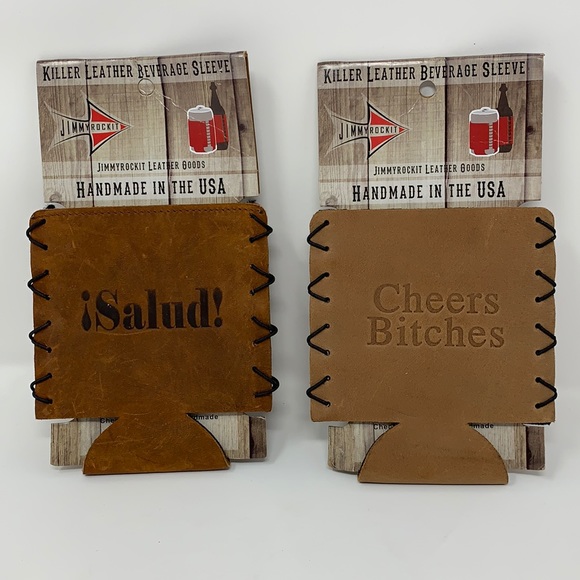 KILLER LEATHER BEVERAGE SLEEVE
JIMMYROCKIT
JIMMYROCKIT LEATHER GOODS
HANDMADE IN THE USA
¡Salud!
KILLER LEATHER BEVERAGE SLEEVE
JIMMYROCKIT
JIMMYROCKIT LEATHER GOODS
HANDMADE IN THE USA
Cheers
Bitches